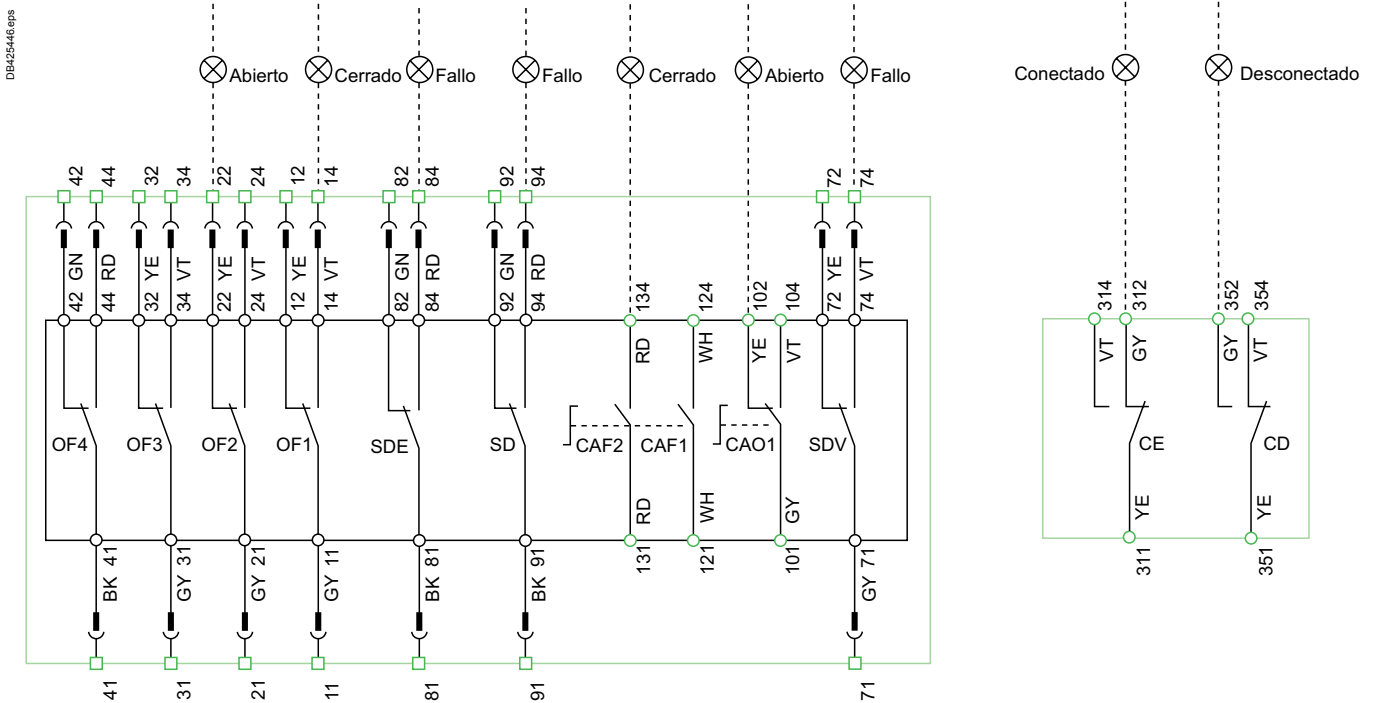 DB425446.eps
Abierto Cerrado Fallo Fallo Cerrado Abierto Fallo Conectado Desconectado
42 44 32 34 22 24 12 14 82 84 92 94 72 74
GN RD YE VT YE VT YE VT GN RD GN RD YE VT
42 44 32 34 22 24 12 14 82 84 92 94 134 124 102 104 72 74 314 312 352 354
RD WH YE VT VT GY GY VT
OF4 OF3 OF2 OF1 SDE SD CAF2 CAF1 CAO1 SDV CE CD
RD WH GY YE YE
41 31 21 11 81 91 131 121 101 71 311 351
BK GY GY GY BK BK GY
41 31 21 11 81 91 71